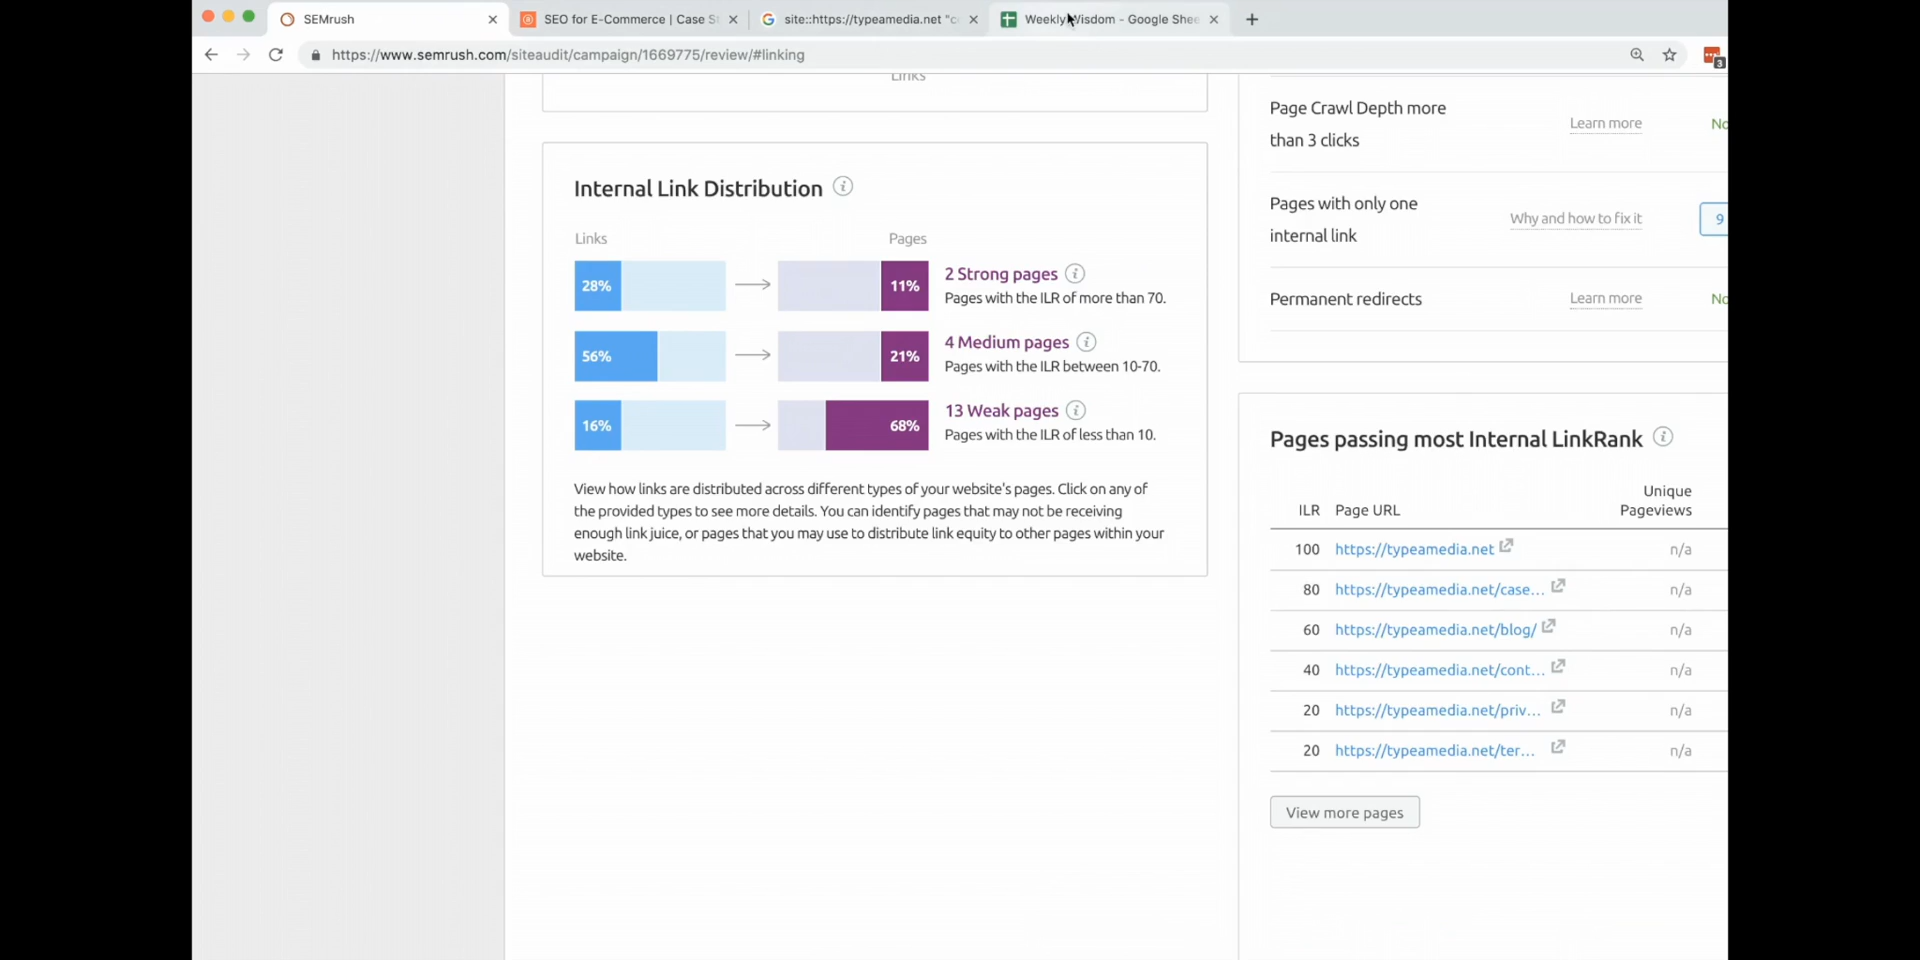 SEMrush
SEO for E-Commerce | Case St
site::https://typeamedia.net "c
Weekly Wisdom - Google Shee
https://www.semrush.com/siteaudit/campaign/1669775/review/#linking
3
Links
Page Crawl Depth more
than 3 clicks
Learn more
No
Internal Link Distribution
Pages with only one
internal link
Why and how to fix it
9
Links
Pages
28%
11%
2 Strong pages
Pages with the ILR of more than 70.
Permanent redirects
Learn more
No
56%
21%
4 Medium pages
Pages with the ILR between 10-70.
16%
68%
13 Weak pages
Pages with the ILR of less than 10.
View how links are distributed across different types of your website's pages. Click on any of
the provided types to see more details. You can identify pages that may not be receiving
enough link juice, or pages that you may use to distribute link equity to other pages within your
website.
Pages passing most Internal LinkRank
ILR
Page URL
Unique
Pageviews
100 https://typeamedia.net n/a
80 https://typeamedia.net/case... n/a
60 https://typeamedia.net/blog/ n/a
40 https://typeamedia.net/cont... n/a
20 https://typeamedia.net/priv... n/a
20 https://typeamedia.net/ter... n/a
View more pages